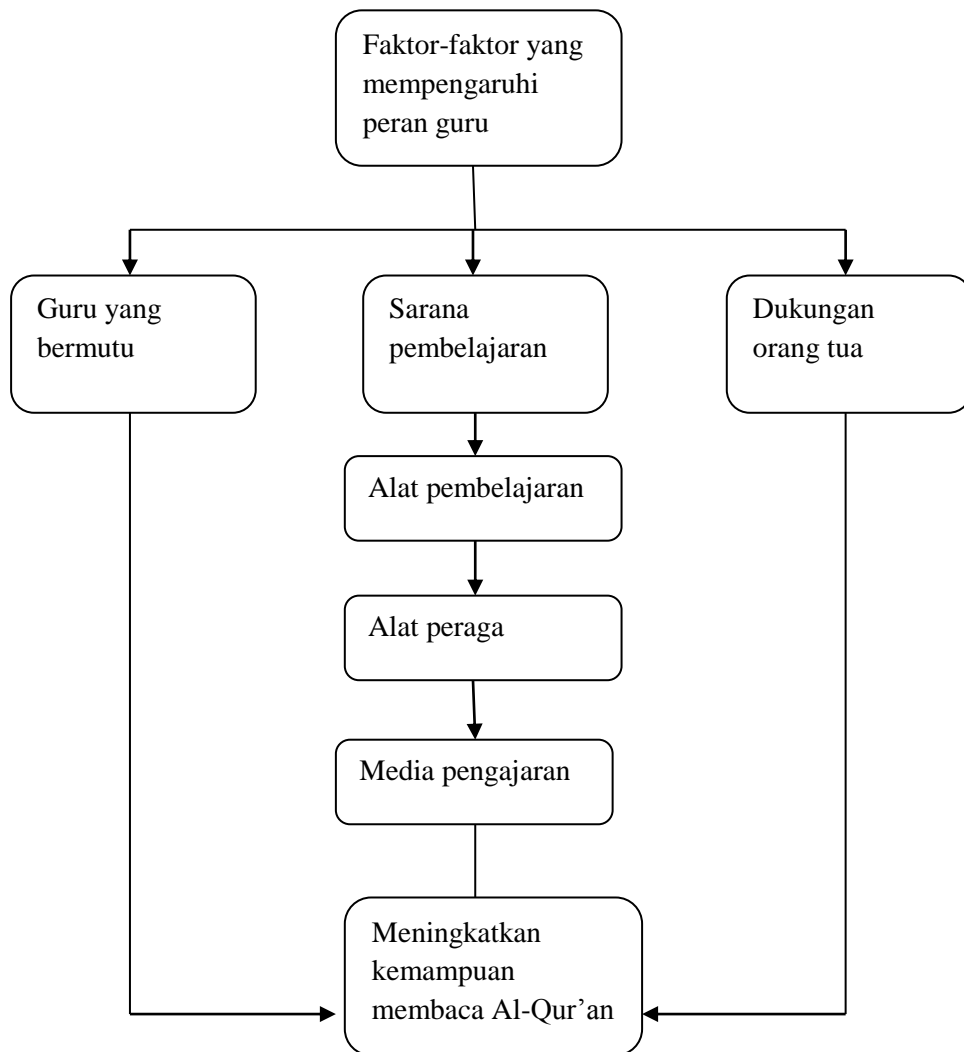 Faktor-faktor yang
mempengaruhi
peran guru
Guru yang
bermutu
Sarana
pembelajaran
Dukungan
orang tua
Alat pembelajaran
Alat peraga
Media pengajaran
Meningkatkan
kemampuan
membaca Al-Qur’an